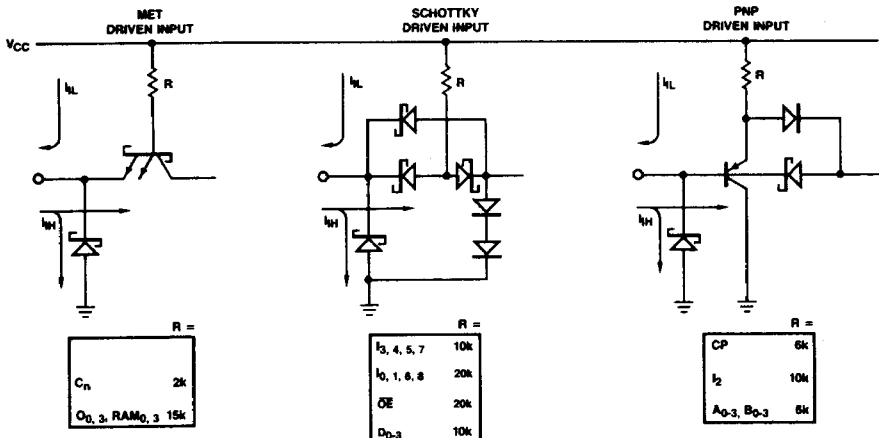 MET
DRIVEN INPUT
SCHOTTKY
DRIVEN INPUT
PNP
DRIVEN INPUT
VCC
IIL
R
IIH
IIL
R
IIH
IIL
R
IIH
R =
Cn 2k
O0, 3, RAM0, 3 15k
R =
I3, 4, 5, 7 10k
I0, 1, 6, 8 20k
OE 20k
D0-3 10k
R =
CP 6k
I2 10k
A0-3, B0-3 6k